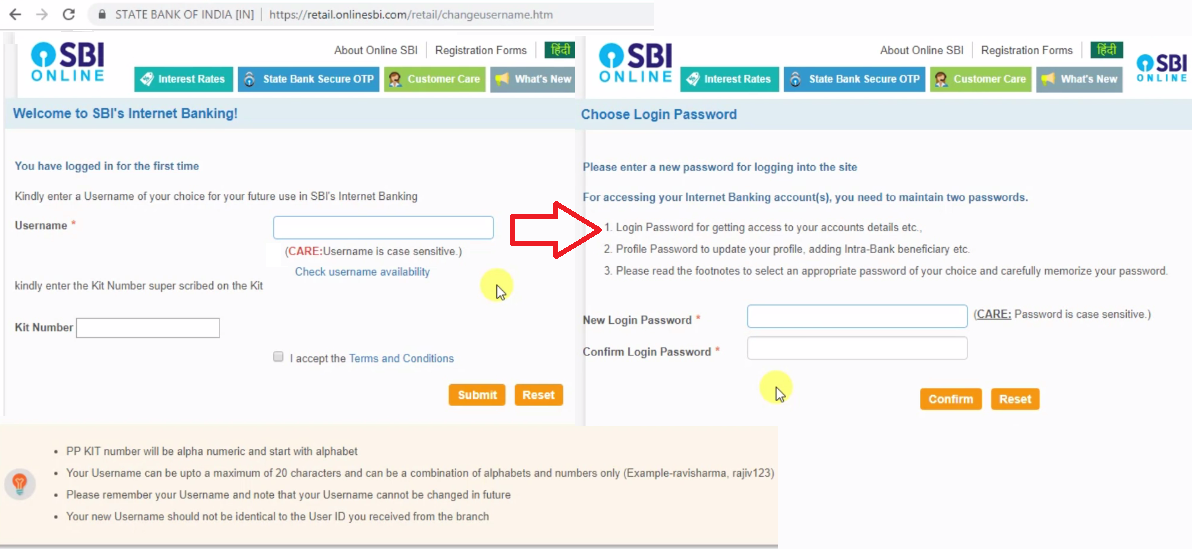 STATE BANK OF INDIA [IN] | https://retail.onlinesbi.com/retail/changeusername.htm
SBI
ONLINE
About Online SBI
Registration Forms
हिंदी
Interest Rates
State Bank Secure OTP
Customer Care
What's New
Welcome to SBI's Internet Banking!
You have logged in for the first time
Kindly enter a Username of your choice for your future use in SBI's Internet Banking
Username *
(CARE:Username is case sensitive.)
Check username availability
kindly enter the Kit Number super scribed on the Kit
Kit Number
I accept the Terms and Conditions
Submit
Reset
SBI
ONLINE
About Online SBI
Registration Forms
हिंदी
Interest Rates
State Bank Secure OTP
Customer Care
What's New
SBI
ONLINE
Choose Login Password
Please enter a new password for logging into the site
For accessing your Internet Banking account(s), you need to maintain two passwords.
1. Login Password for getting access to your accounts details etc.,
2. Profile Password to update your profile, adding Intra-Bank beneficiary etc.
3. Please read the footnotes to select an appropriate password of your choice and carefully memorize your password.
New Login Password *
(CARE: Password is case sensitive.)
Confirm Login Password *
Confirm
Reset
• PP KIT number will be alpha numeric and start with alphabet
• Your Username can be upto a maximum of 20 characters and can be a combination of alphabets and numbers only (Example-ravisharma, rajiv123)
• Please remember your Username and note that your Username cannot be changed in future
• Your new Username should not be identical to the User ID you received from the branch